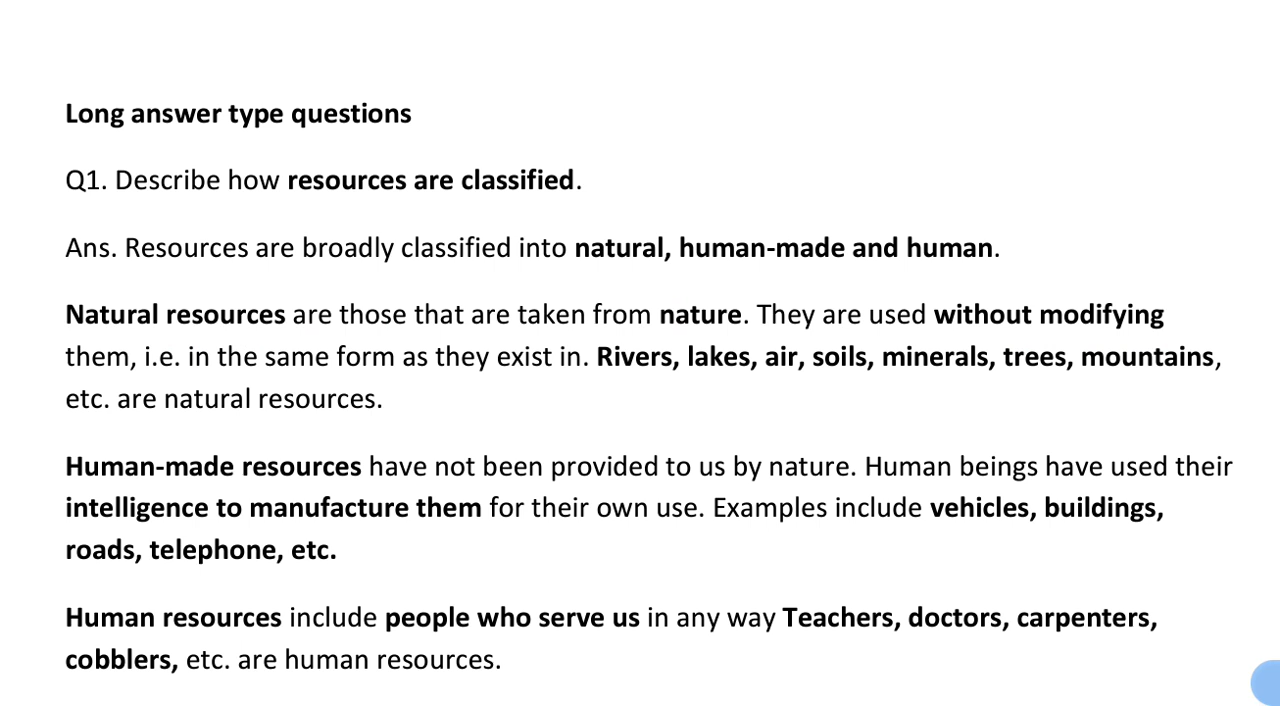 Long answer type questions
Q1. Describe how resources are classified.
Ans. Resources are broadly classified into natural, human-made and human.
Natural resources are those that are taken from nature. They are used without modifying
them, i.e. in the same form as they exist in. Rivers, lakes, air, soils, minerals, trees, mountains,
etc. are natural resources.
Human-made resources have not been provided to us by nature. Human beings have used their
intelligence to manufacture them for their own use. Examples include vehicles, buildings,
roads, telephone, etc.
Human resources include people who serve us in any way Teachers, doctors, carpenters,
cobblers, etc. are human resources.